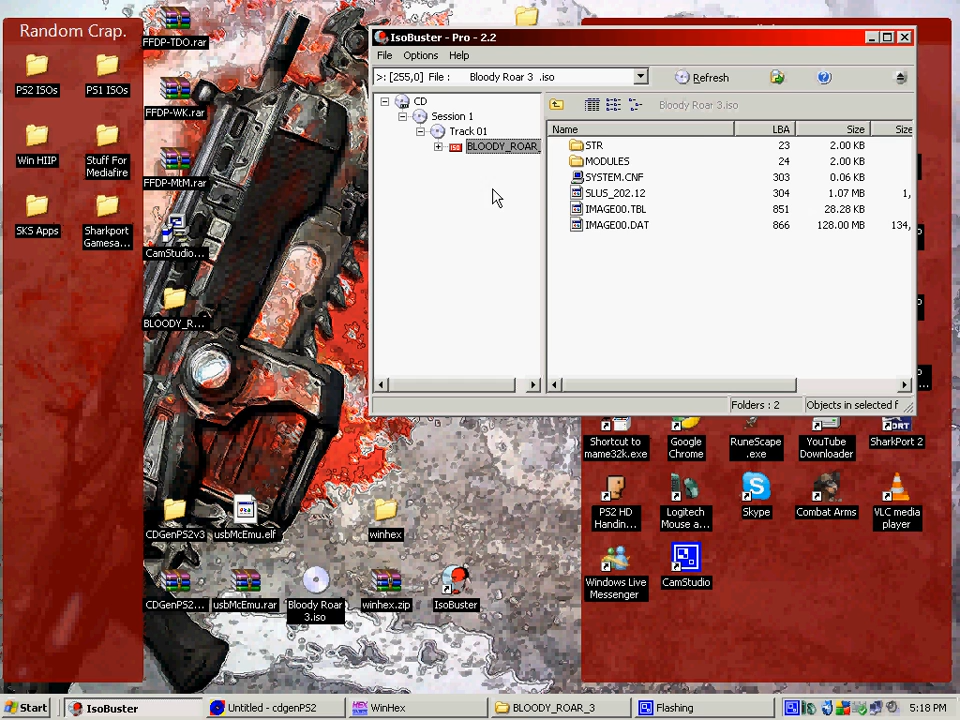 Random Crap.
PS2 ISOs
PS1 ISOs
Win HIIP
Stuff For
Mediafire
SKS Apps
Sharkport
Gamesa...
FFDP-TDO.rar
FFDP-WK.rar
FFDP-MtM.rar
CamStudio...
BLOODY_R...
IsoBuster - Pro - 2.2
File Options Help
>: [255,0] File : Bloody Roar 3 .iso
Refresh
CD
Session 1
Track 01
ISO BLOODY_ROAR_
Bloody Roar 3.iso
Name LBA Size Size
STR 23 2.00 KB
MODULES 24 2.00 KB
SYSTEM.CNF 303 0.06 KB
SLUS_202.12 304 1.07 MB 1,
IMAGE00.TBL 851 28.28 KB
IMAGE00.DAT 866 128.00 MB 134,
Folders : 2 Objects in selected f
Shortcut to
mame32k.exe
Google
Chrome
RuneScape
.exe
YouTube
Downloader
SharkPort 2
PS2 HD
Handin...
Logitech
Mouse a...
Skype
Combat Arms
VLC media
player
Windows Live
Messenger
CamStudio
CDGenPS2v3
usbMcEmu.elf
winhex
CDGenPS2...
usbMcEmu.rar
Bloody Roar
3.iso
winhex.zip
IsoBuster
Start IsoBuster Untitled - cdgenPS2 WinHex BLOODY_ROAR_3 Flashing 5:18 PM